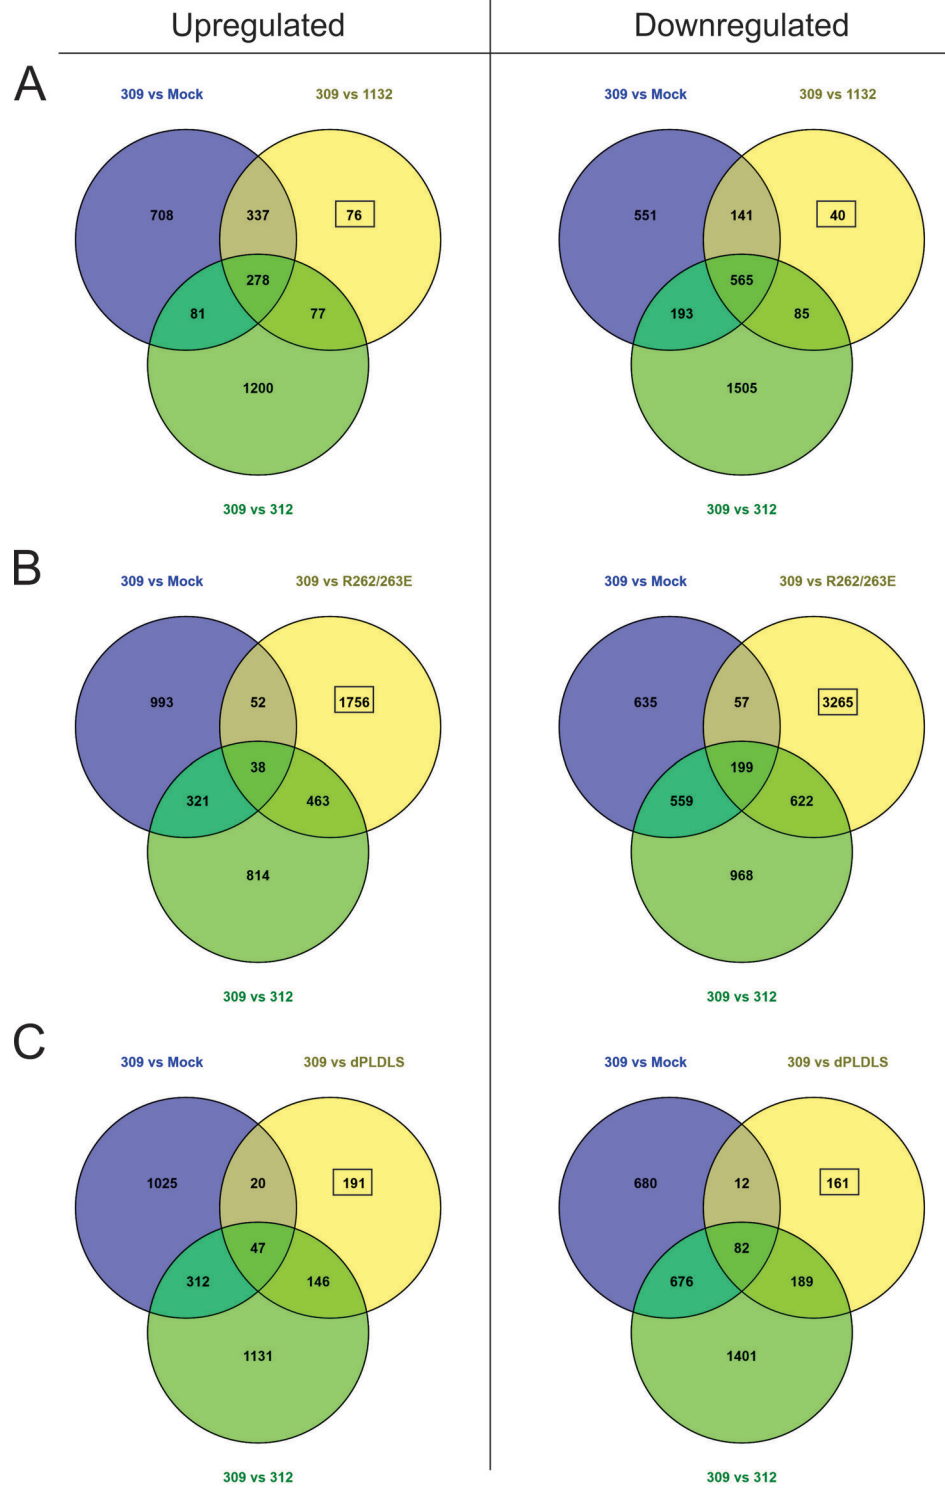 Upregulated Downregulated
A
309 vs Mock 309 vs 1132 309 vs Mock 309 vs 1132
708 337 76 551 141 40
278 565
81 77 193 85
1200 1505
309 vs 312 309 vs 312
B
309 vs Mock 309 vs R262/263E 309 vs Mock 309 vs R262/263E
993 52 1756 635 57 3265
38 199
321 463 559 622
814 968
309 vs 312 309 vs 312
C
309 vs Mock 309 vs dPLDLS 309 vs Mock 309 vs dPLDLS
1025 20 191 680 12 161
47 82
312 146 676 189
1131 1401
309 vs 312 309 vs 312